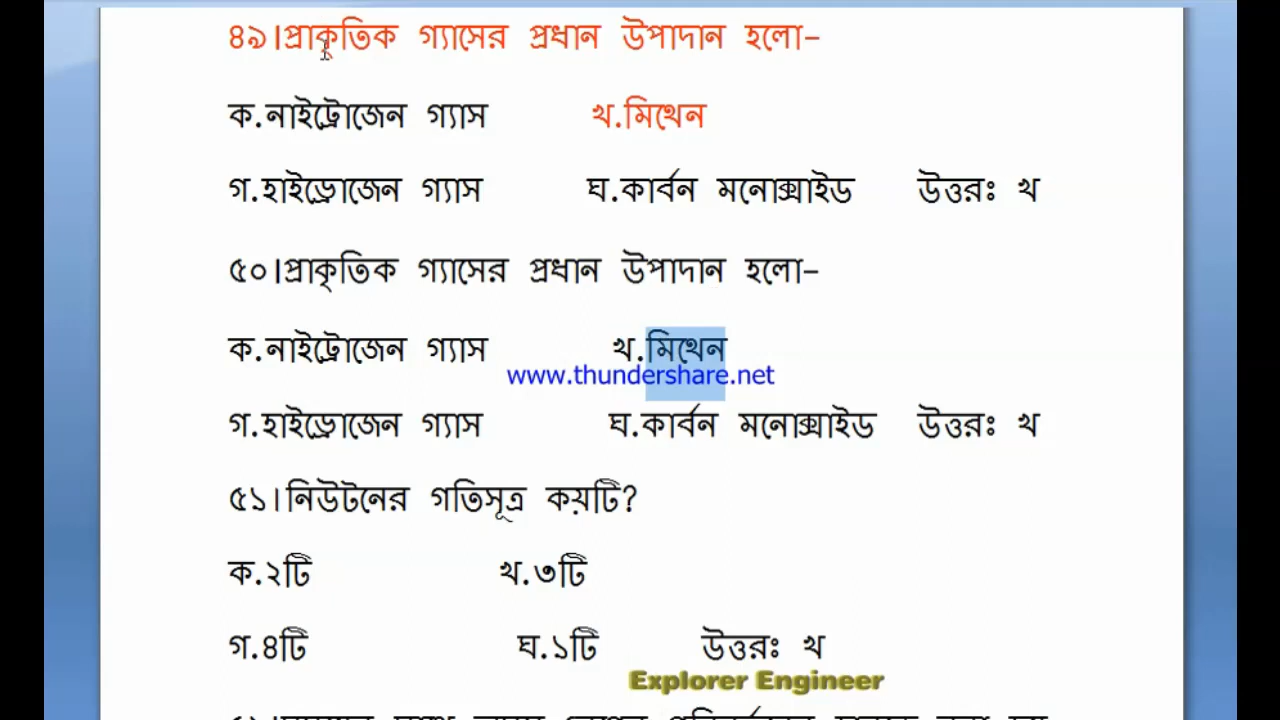 ৪৯।প্রাকৃতিক গ্যাসের প্রধান উপাদান হলো–
ক.নাইট্রোজেন গ্যাস খ.মিথেন
গ.হাইড্রোজেন গ্যাস ঘ.কার্বন মনোক্সাইড উত্তরঃ খ
৫০।প্রাকৃতিক গ্যাসের প্রধান উপাদান হলো–
ক.নাইট্রোজেন গ্যাস খ.মিথেন
www.thundershare.net
গ.হাইড্রোজেন গ্যাস ঘ.কার্বন মনোক্সাইড উত্তরঃ খ
৫১।নিউটনের গতিসূত্র কয়টি?
ক.২টি খ.৩টি
গ.৪টি ঘ.১টি উত্তরঃ খ
Explorer Engineer